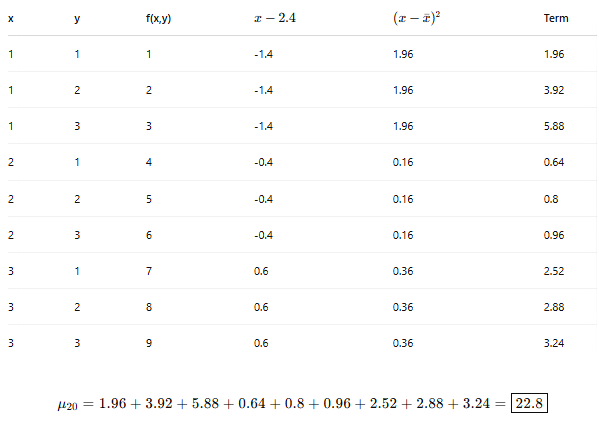 x y f(x,y) x − 2.4 (x − x̄)² Term
1 1 1 -1.4 1.96 1.96
1 2 2 -1.4 1.96 3.92
1 3 3 -1.4 1.96 5.88
2 1 4 -0.4 0.16 0.64
2 2 5 -0.4 0.16 0.8
2 3 6 -0.4 0.16 0.96
3 1 7 0.6 0.36 2.52
3 2 8 0.6 0.36 2.88
3 3 9 0.6 0.36 3.24
μ₂₀ = 1.96 + 3.92 + 5.88 + 0.64 + 0.8 + 0.96 + 2.52 + 2.88 + 3.24 = 22.8